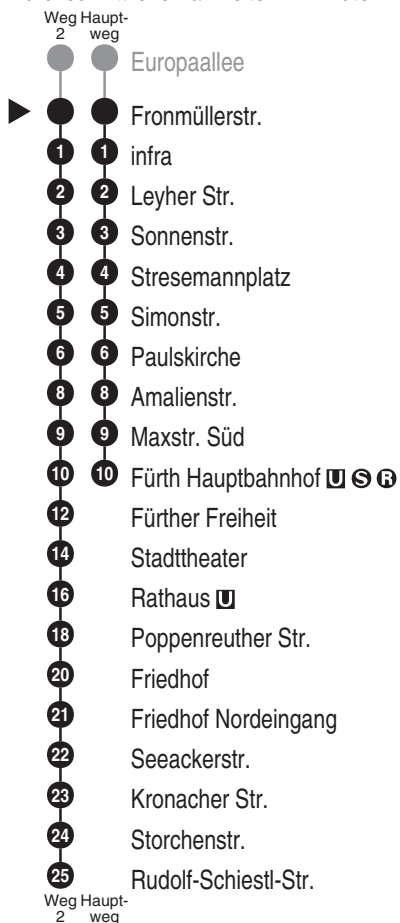 Weg Haupt-
2 weg
Europaallee
Fronmüllerstr.
1 1 infra
2 2 Leyher Str.
3 3 Sonnenstr.
4 4 Stresemannplatz
5 5 Simonstr.
6 6 Paulskirche
8 8 Amalienstr.
9 9 Maxstr. Süd
10 10 Fürth Hauptbahnhof U S R
12 Fürther Freiheit
14 Stadttheater
16 Rathaus U
18 Poppenreuther Str.
20 Friedhof
21 Friedhof Nordeingang
22 Seeackerstr.
23 Kronacher Str.
24 Storchenstr.
25 Rudolf-Schiestl-Str.
Weg Haupt-
2 weg